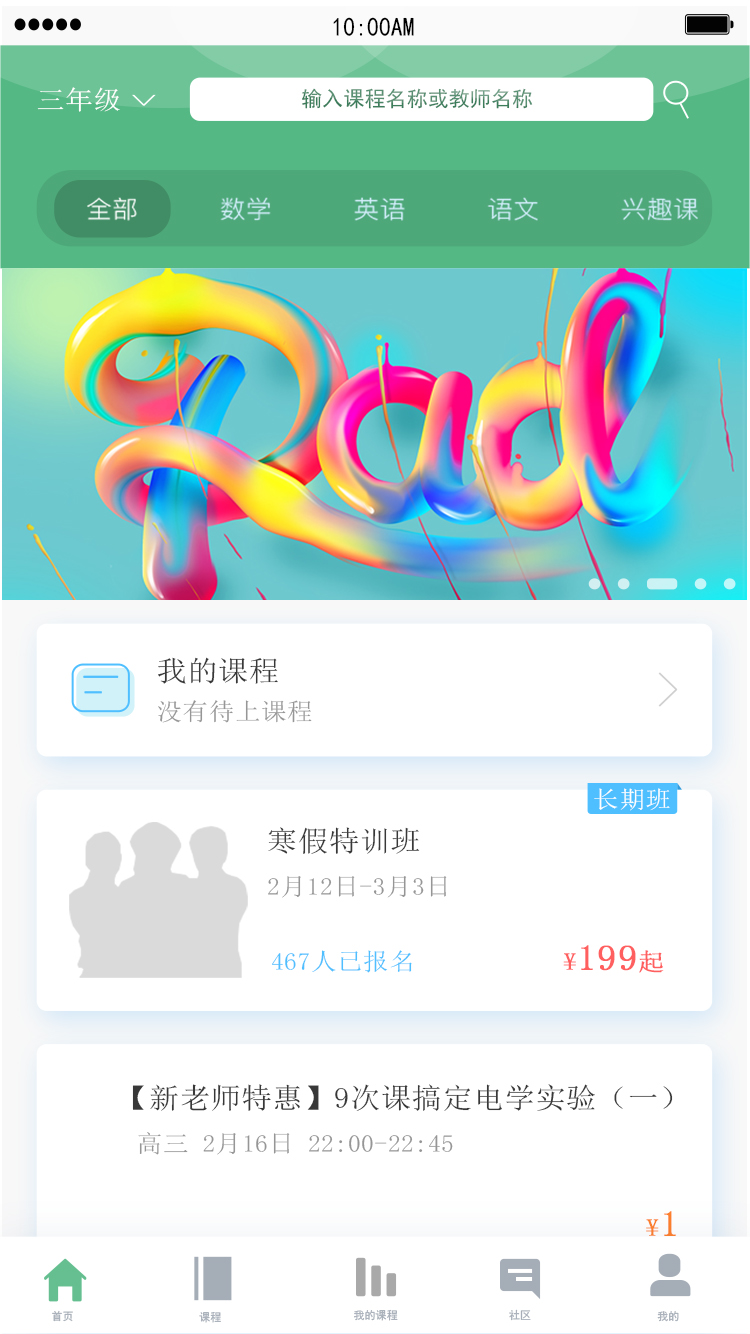 10:00AM
三年级 输入课程名称或教师名称
全部 数学 英语 语文 兴趣课
Rad
我的课程
没有待上课程
长期班
寒假特训班
2月12日-3月3日
467人已报名 ¥199起
【新老师特惠】9次课搞定电学实验（一）
高三 2月16日 22:00-22:45
¥1
首页 课程 我的课程 社区 我的